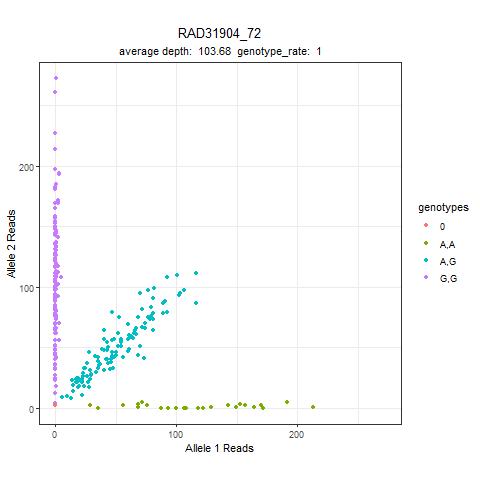 RAD31904_72
average depth: 103.68 genotype_rate: 1
Allele 2 Reads
200
100
0
0 100 200
Allele 1 Reads
genotypes
0
A,A
A,G
G,G